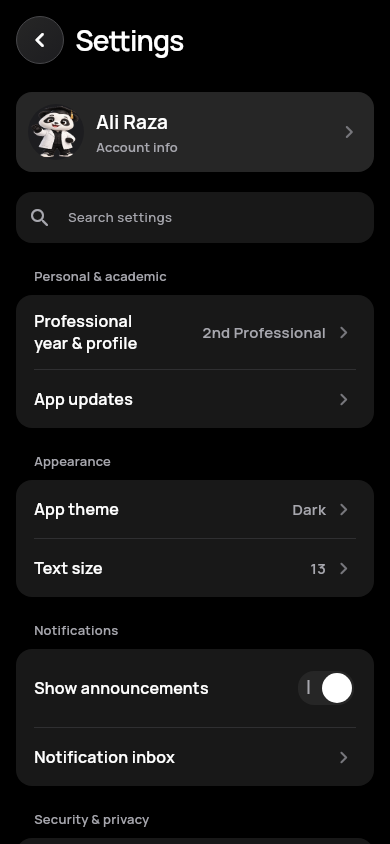 Settings
Ali Raza
Account info
Search settings
Personal & academic
Professional
year & profile
2nd Professional
App updates
Appearance
App theme
Dark
Text size
13
Notifications
Show announcements
Notification inbox
Security & privacy